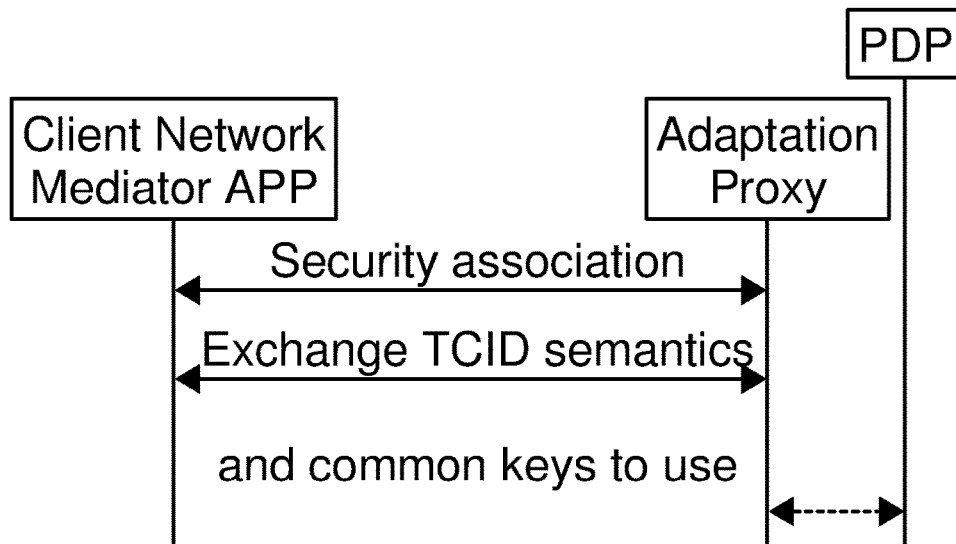 PDP
Client Network
Mediator APP
Adaptation
Proxy
Security association
Exchange TCID semantics
and common keys to use